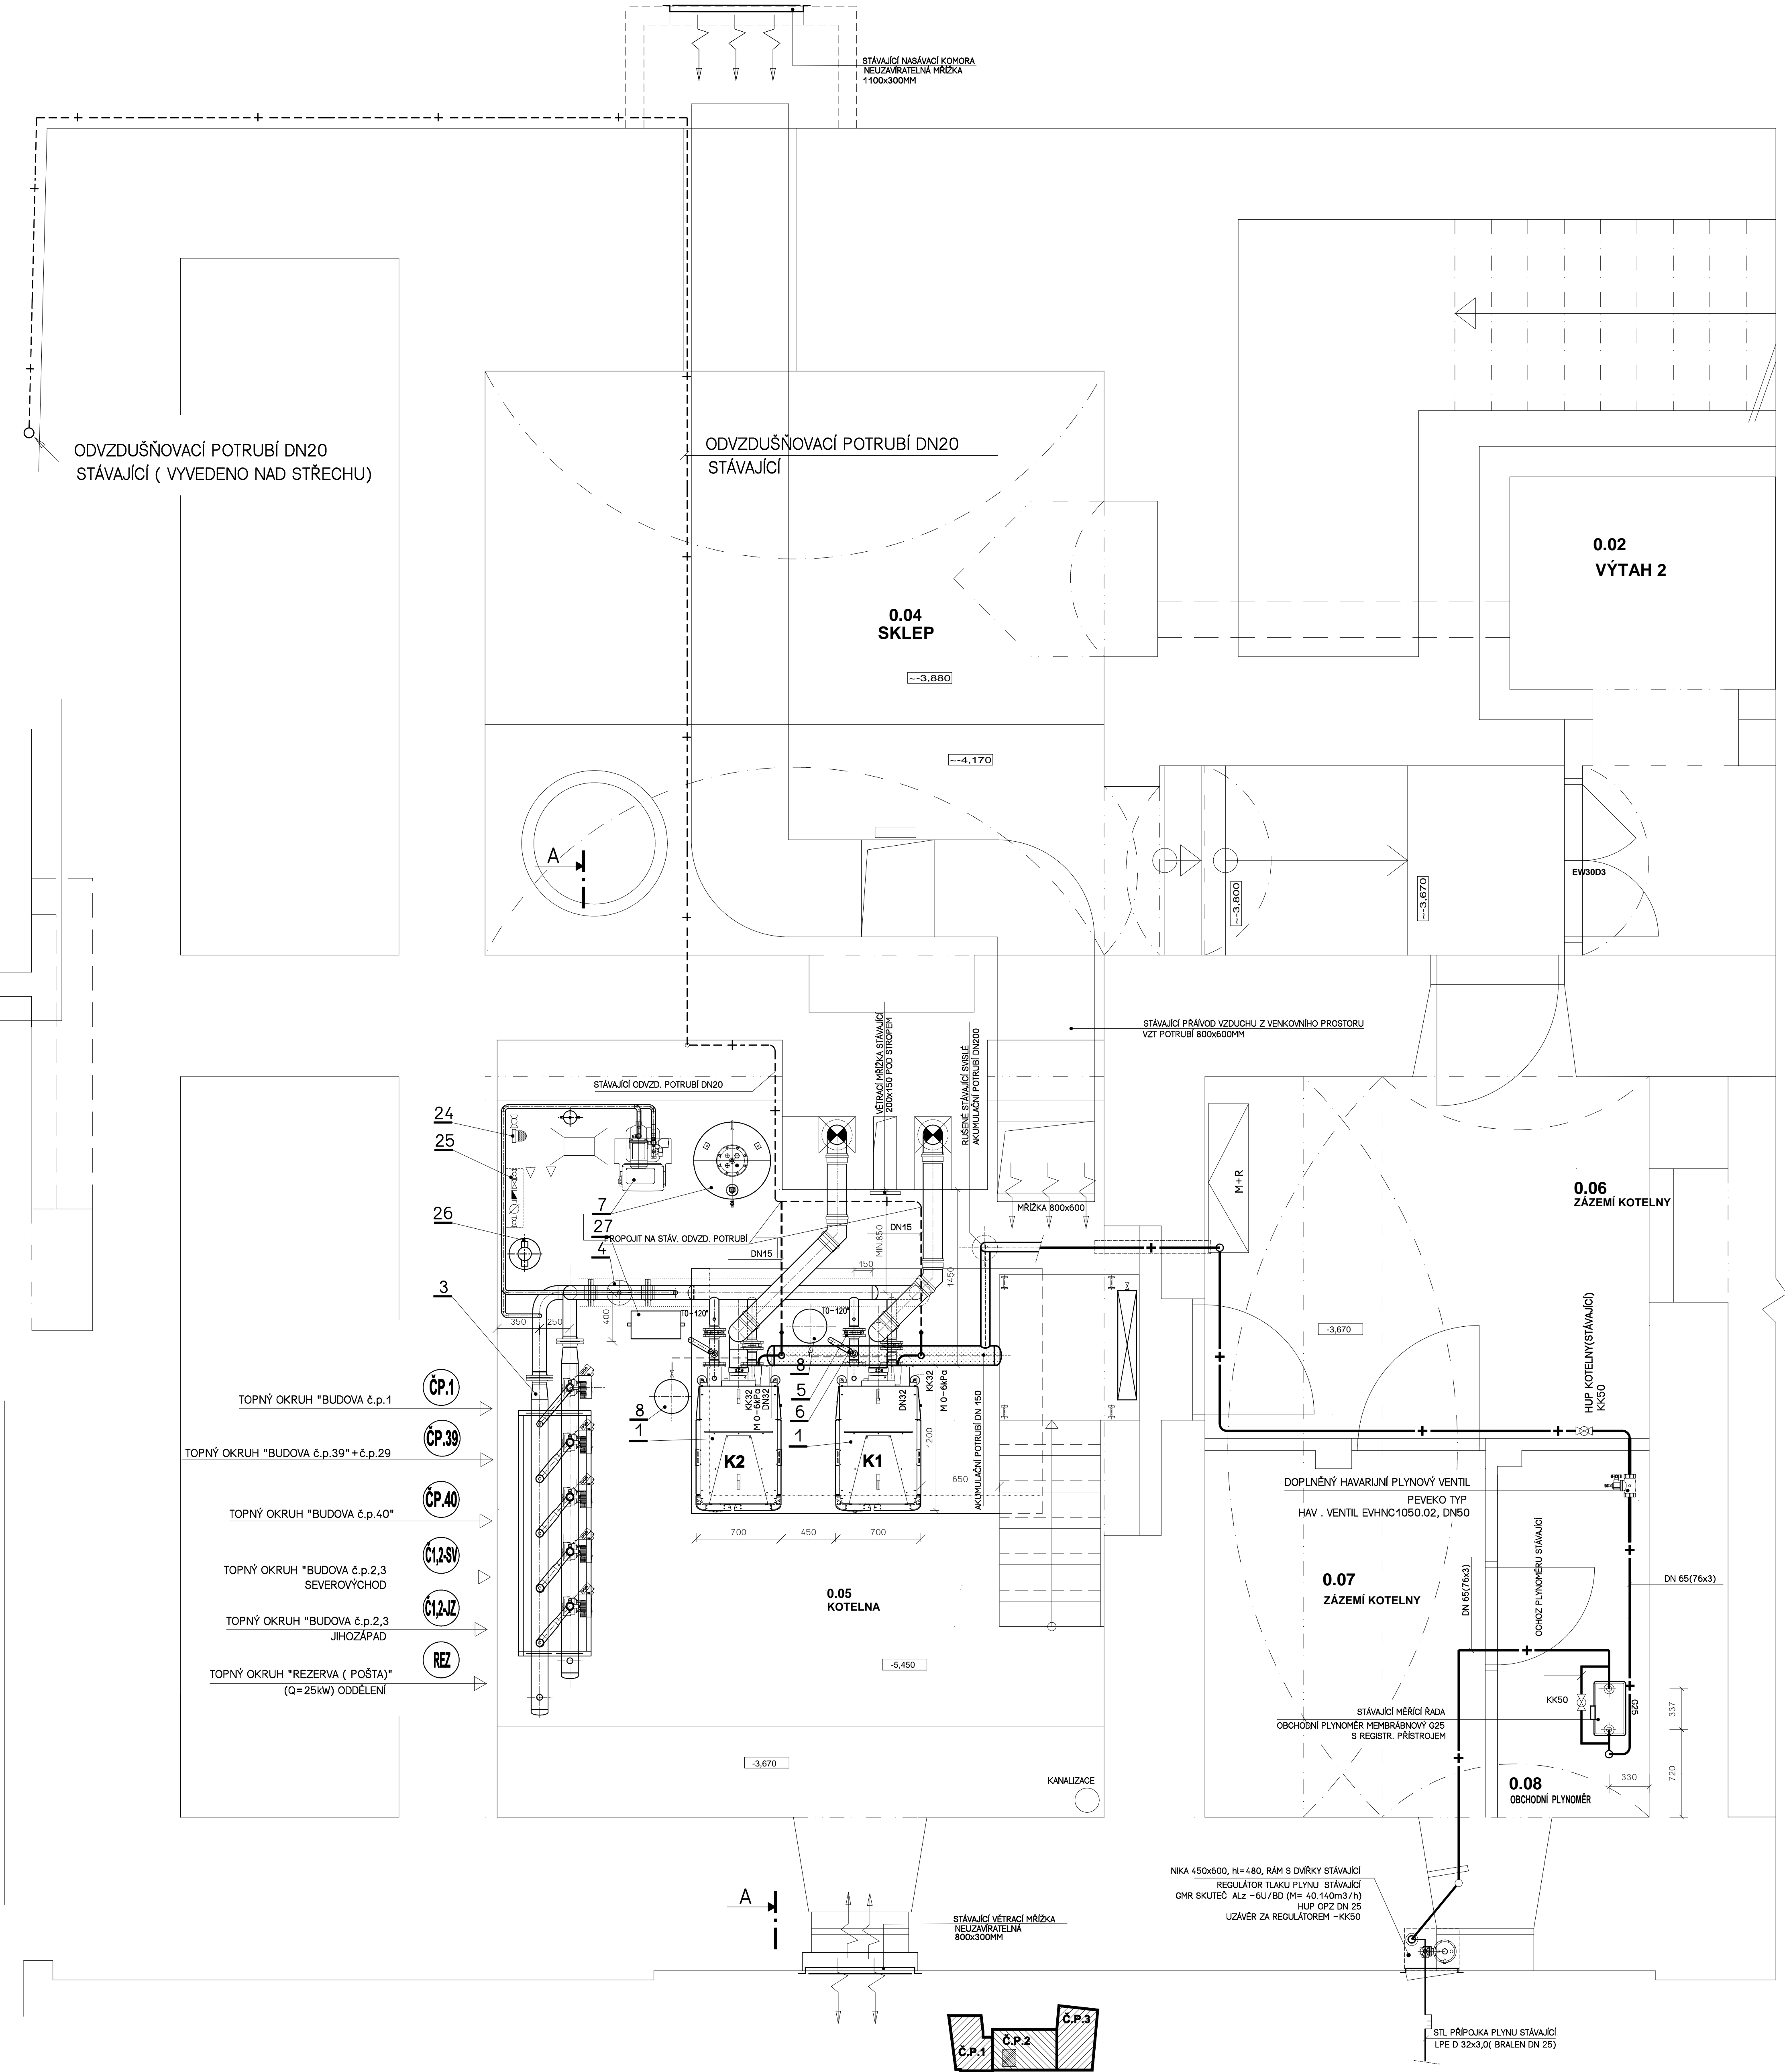 STÁVAJÍCÍ NASÁVACÍ KOMORA
NEUZAVÍRATELNÁ MŘÍŽKA
1100x300MM
ODVZDUŠŇOVACÍ POTRUBÍ DN20
STÁVAJÍCÍ ( VYVEDENO NAD STŘECHU)
ODVZDUŠŇOVACÍ POTRUBÍ DN20
STÁVAJÍCÍ
0.02
VÝTAH 2
0.04
SKLEP
~-3,880
~-4,170
A
~-3,800
~-3,670
EW30D3
STÁVAJÍCÍ PŘÁÍVOD VZDUCHU Z VENKOVNÍHO PROSTORU
VZT POTRUBÍ 800x600MM
VĚTRACÍ MŘÍŽKA STÁVAJÍCÍ
200x150 POD STROPEM
RUŠENÉ STÁVAJÍCÍ SVISLÉ
AKUMULAČNÍ POTRUBÍ DN200
STÁVAJÍCÍ ODVZD. POTRUBÍ DN20
24
25
26
3
7
27
PROPOJIT NA STÁV. ODVZD. POTRUBÍ
4
DN15
DN15
MIN.850
150
1450
MŘÍŽKA 800x600
M+R
0.06
ZÁZEMÍ KOTELNY
350
250
400
T0-120°
T0-120°
-3,670
HUP KOTELNY(STÁVAJÍCÍ)
KK50
8
1
8
5
6
1
KK32
M 0-6kPa
DN32
DN32
KK32
M 0-6kPa
K2
K1
1200
650
AKUMULAČNÍ POTRUBÍ DN 150
700
450
700
TOPNÝ OKRUH "BUDOVA č.p.1
ČP.1
TOPNÝ OKRUH "BUDOVA č.p.39"+č.p.29
ČP.39
TOPNÝ OKRUH "BUDOVA č.p.40"
ČP.40
TOPNÝ OKRUH "BUDOVA č.p.2,3
SEVEROVÝCHOD
Č1,2-SV
TOPNÝ OKRUH "BUDOVA č.p.2,3
JIHOZÁPAD
Č1,2-JZ
TOPNÝ OKRUH "REZERVA ( POŠTA)"
(Q=25kW) ODDĚLENÍ
REZ
0.05
KOTELNA
-5,450
-3,670
KANALIZACE
DOPLNĚNÝ HAVARIJNÍ PLYNOVÝ VENTIL
PEVEKO TYP
HAV . VENTIL EVHNC1050.02, DN50
0.07
ZÁZEMÍ KOTELNY
DN 65(76x3)
OCHOZ PLYNOMĚRU STÁVAJÍCÍ
DN 65(76x3)
KK50
G25
337
720
330
STÁVAJÍCÍ MĚŘÍCÍ ŘADA
OBCHODNÍ PLYNOMĚR MEMBRÁBNOVÝ G25
S REGISTR. PŘÍSTROJEM
0.08
OBCHODNÍ PLYNOMĚR
NIKA 450x600, hl=480, RÁM S DVÍŘKY STÁVAJÍCÍ
REGULÁTOR TLAKU PLYNU STÁVAJÍCÍ
GMR SKUTEČ ALz -6U/BD (M= 40.140m3/h)
HUP OPZ DN 25
UZÁVĚR ZA REGULÁTOREM -KK50
A
STÁVAJÍCÍ VĚTRACÍ MŘÍŽKA
NEUZAVÍRATELNÁ
800x300MM
Č.P.1
Č.P.2
Č.P.3
STL PŘÍPOJKA PLYNU STÁVAJÍCÍ
LPE D 32x3,0( BRALEN DN 25)